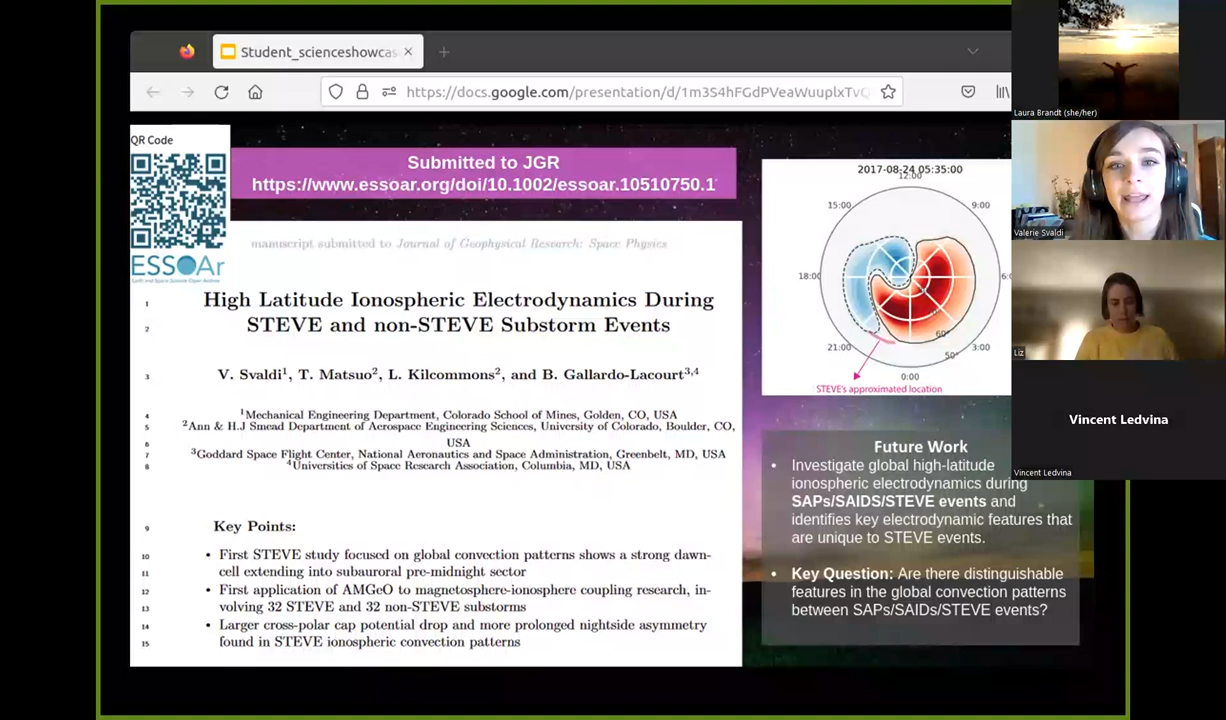 Student_sciencesshowcas
https://docs.google.com/presentation/d/1m3S4hFGdPVeaWuuplxTvQ
QR Code
ESSOAr
Earth and Space Science Open Archive
Submitted to JGR
https://www.essoar.org/doi/10.1002/essoar.10510750.1
manuscript submitted to Journal of Geophysical Research: Space Physics
1 High Latitude Ionospheric Electrodynamics During
2 STEVE and non-STEVE Substorm Events
3 V. Svaldi1, T. Matsuo2, L. Kilcommons2, and B. Gallardo-Lacourt3,4
4 1Mechanical Engineering Department, Colorado School of Mines, Golden, CO, USA
5 2Ann & H.J Smead Department of Aerospace Engineering Sciences, University of Colorado, Boulder, CO,
6 USA
7 3Goddard Space Flight Center, National Aeronautics and Space Administration, Greenbelt, MD, USA
8 4Universities of Space Research Association, Columbia, MD, USA
9 Key Points:
10 • First STEVE study focused on global convection patterns shows a strong dawn-
11 cell extending into subauroral pre-midnight sector
12 • First application of AMGeO to magnetosphere-ionosphere coupling research, in-
13 volving 32 STEVE and 32 non-STEVE substorms
14 • Larger cross-polar cap potential drop and more prolonged nightside asymmetry
15 found in STEVE ionospheric convection patterns
2017-08-24 05:35:00
12:00
15:00
9:00
18:00
6:
21:00
60°
50°
3:00
0:00
STEVE's approximated location
Future Work
• Investigate global high-latitude
ionospheric electrodynamics during
SAPs/SAIDS/STEVE events and
identifies key electrodynamic features that
are unique to STEVE events.
• Key Question: Are there distinguishable
features in the global convection patterns
between SAPs/SAIDs/STEVE events?
Laura Brandt (she/her)
Valerie Svaldi
Liz
Vincent Ledvina
Vincent Ledvina